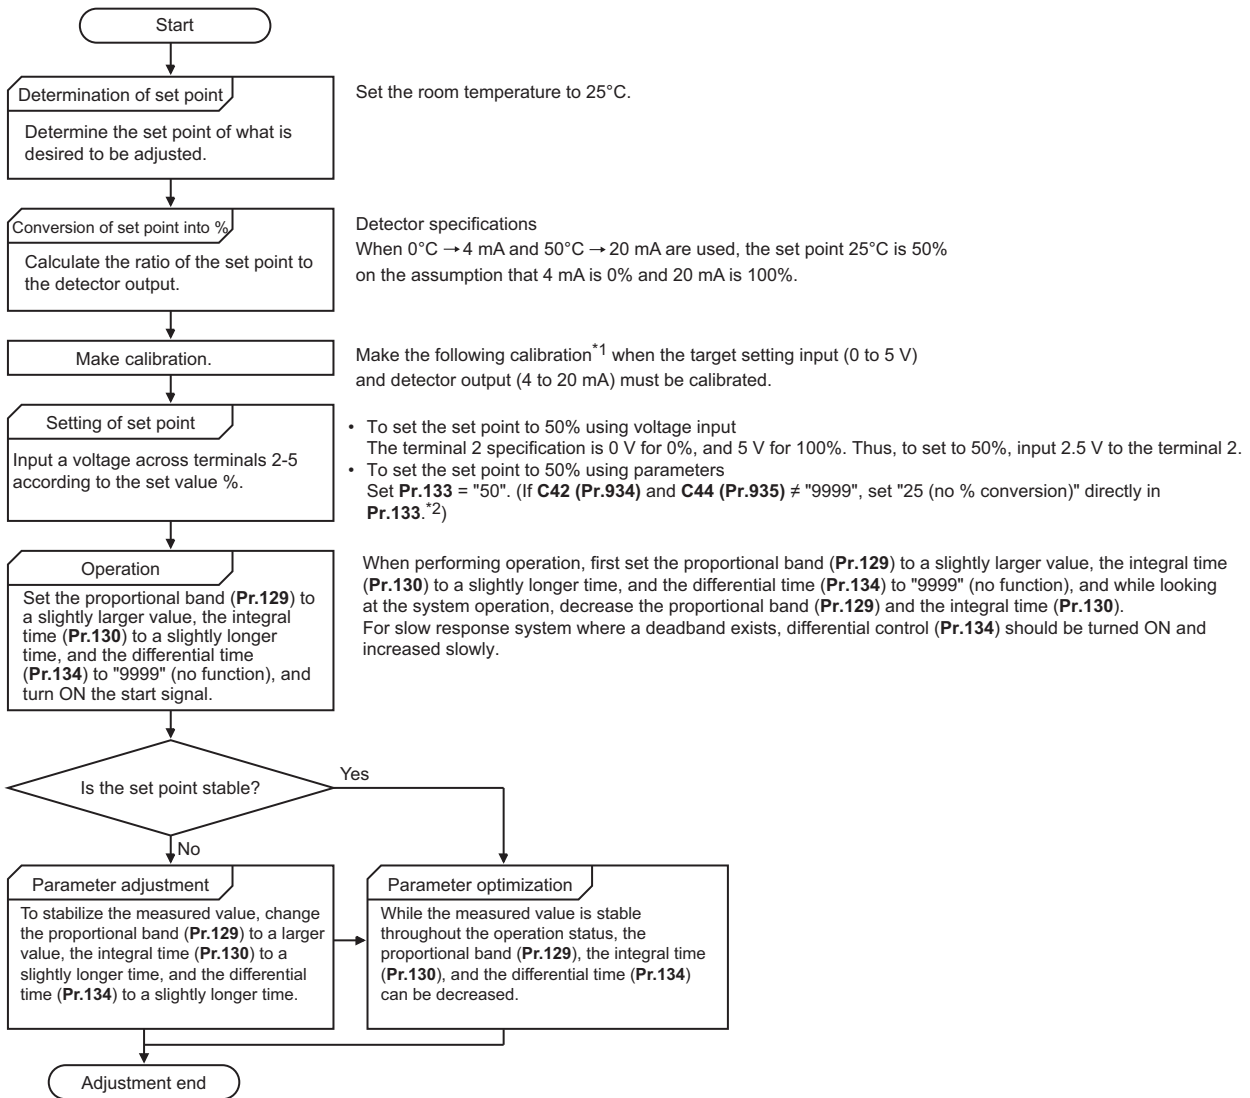 Start
Determination of set point
Determine the set point of what is
desired to be adjusted.
Set the room temperature to 25°C.
Conversion of set point into %
Calculate the ratio of the set point to
the detector output.
Detector specifications
When 0°C → 4 mA and 50°C → 20 mA are used, the set point 25°C is 50%
on the assumption that 4 mA is 0% and 20 mA is 100%.
Make calibration.
Make the following calibration*1 when the target setting input (0 to 5 V)
and detector output (4 to 20 mA) must be calibrated.
Setting of set point
Input a voltage across terminals 2-5
according to the set value %.
• To set the set point to 50% using voltage input
The terminal 2 specification is 0 V for 0%, and 5 V for 100%. Thus, to set to 50%, input 2.5 V to the terminal 2.
• To set the set point to 50% using parameters
Set Pr.133 = "50". (If C42 (Pr.934) and C44 (Pr.935) ≠ "9999", set "25 (no % conversion)" directly in
Pr.133.*2)
Operation
Set the proportional band (Pr.129) to
a slightly larger value, the integral
time (Pr.130) to a slightly longer
time, and the differential time
(Pr.134) to "9999" (no function), and
turn ON the start signal.
When performing operation, first set the proportional band (Pr.129) to a slightly larger value, the integral time
(Pr.130) to a slightly longer time, and the differential time (Pr.134) to "9999" (no function), and while looking
at the system operation, decrease the proportional band (Pr.129) and the integral time (Pr.130).
For slow response system where a deadband exists, differential control (Pr.134) should be turned ON and
increased slowly.
Is the set point stable?
Yes
No
Parameter adjustment
To stabilize the measured value, change
the proportional band (Pr.129) to a larger
value, the integral time (Pr.130) to a
slightly longer time, and the differential
time (Pr.134) to a slightly longer time.
Parameter optimization
While the measured value is stable
throughout the operation status, the
proportional band (Pr.129), the integral time
(Pr.130), and the differential time (Pr.134)
can be decreased.
Adjustment end